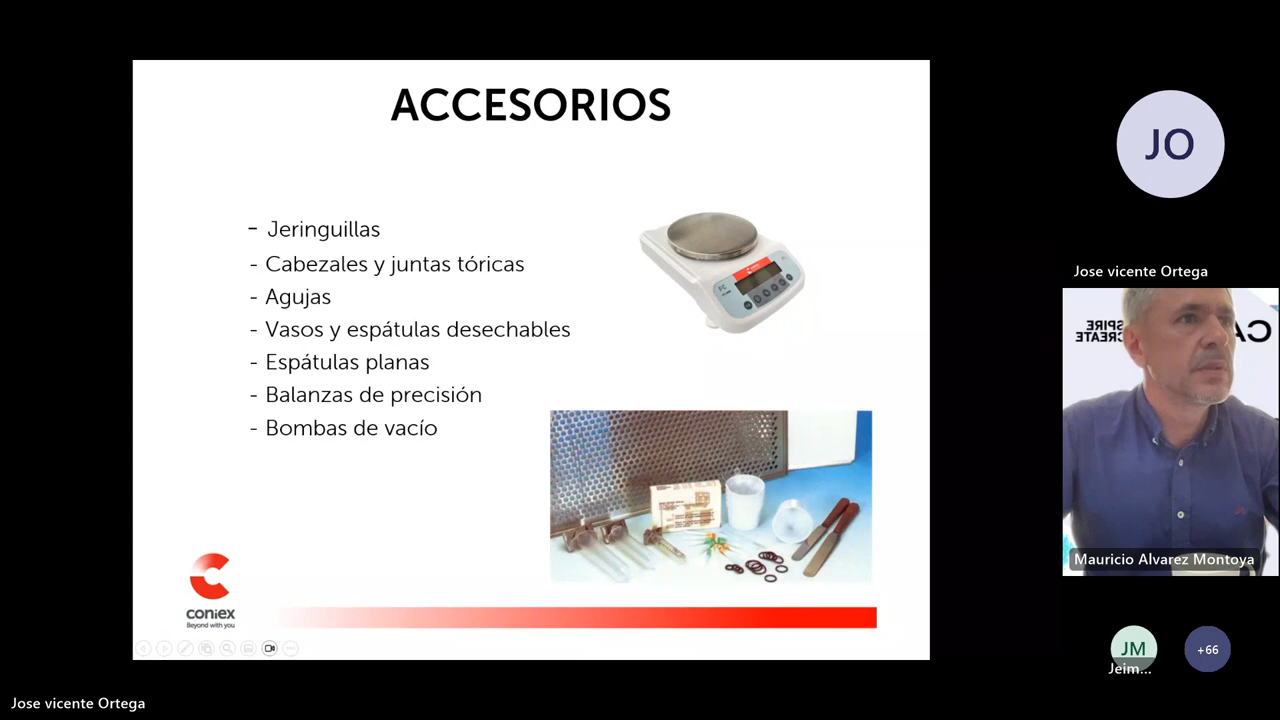 ACCESORIOS
- Jeringuillas
- Cabezales y juntas tóricas
- Agujas
- Vasos y espátulas desechables
- Espátulas planas
- Balanzas de precisión
- Bombas de vacío
coniex
Beyond with you
JO
Jose vicente Ortega
Mauricio Alvarez Montoya
JM
Jeim...
+66
Jose vicente Ortega